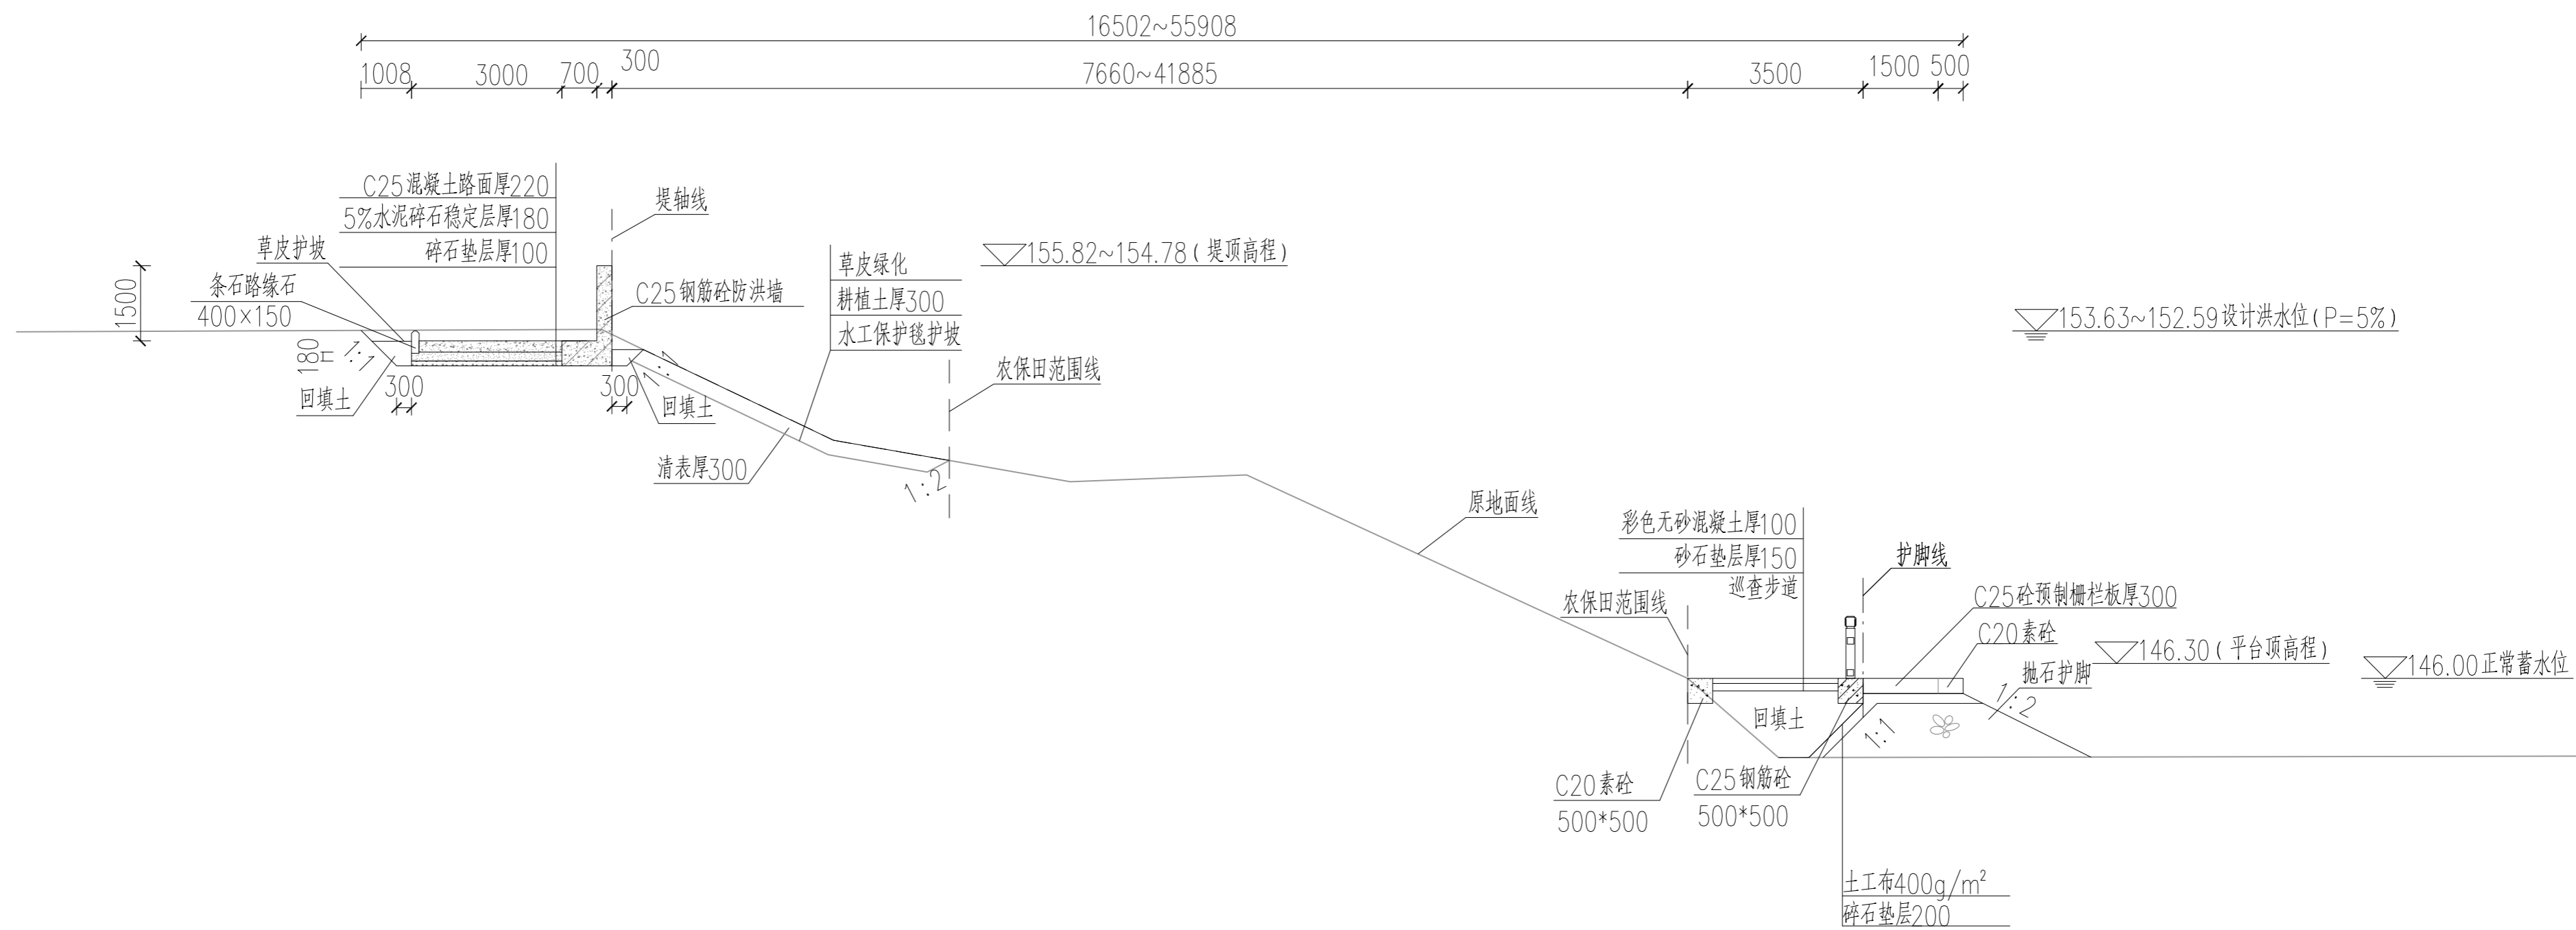 16502~55908
1008
3000
700
300
7660~41885
3500
1500
500
C25混凝土路面厚220
5%水泥碎石稳定层厚180
碎石垫层厚100
草皮护坡
条石路缘石
400×150
1500
180
1:1
回填土
300
堤轴线
C25钢筋砼防洪墙
300
1:1
回填土
清表厚300
草皮绿化
耕植土厚300
水工保护毯护坡
155.82~154.78(堤顶高程)
农保田范围线
1:2
153.63~152.59设计洪水位(P=5%)
原地面线
彩色无砂混凝土厚100
砂石垫层厚150
巡查步道
农保田范围线
护脚线
C25砼预制栅栏板厚300
C20素砼
146.30(平台顶高程)
146.00正常蓄水位
抛石护脚
1:2
回填土
1:1
C20素砼
500*500
C25钢筋砼
500*500
土工布400g/m²
碎石垫层200